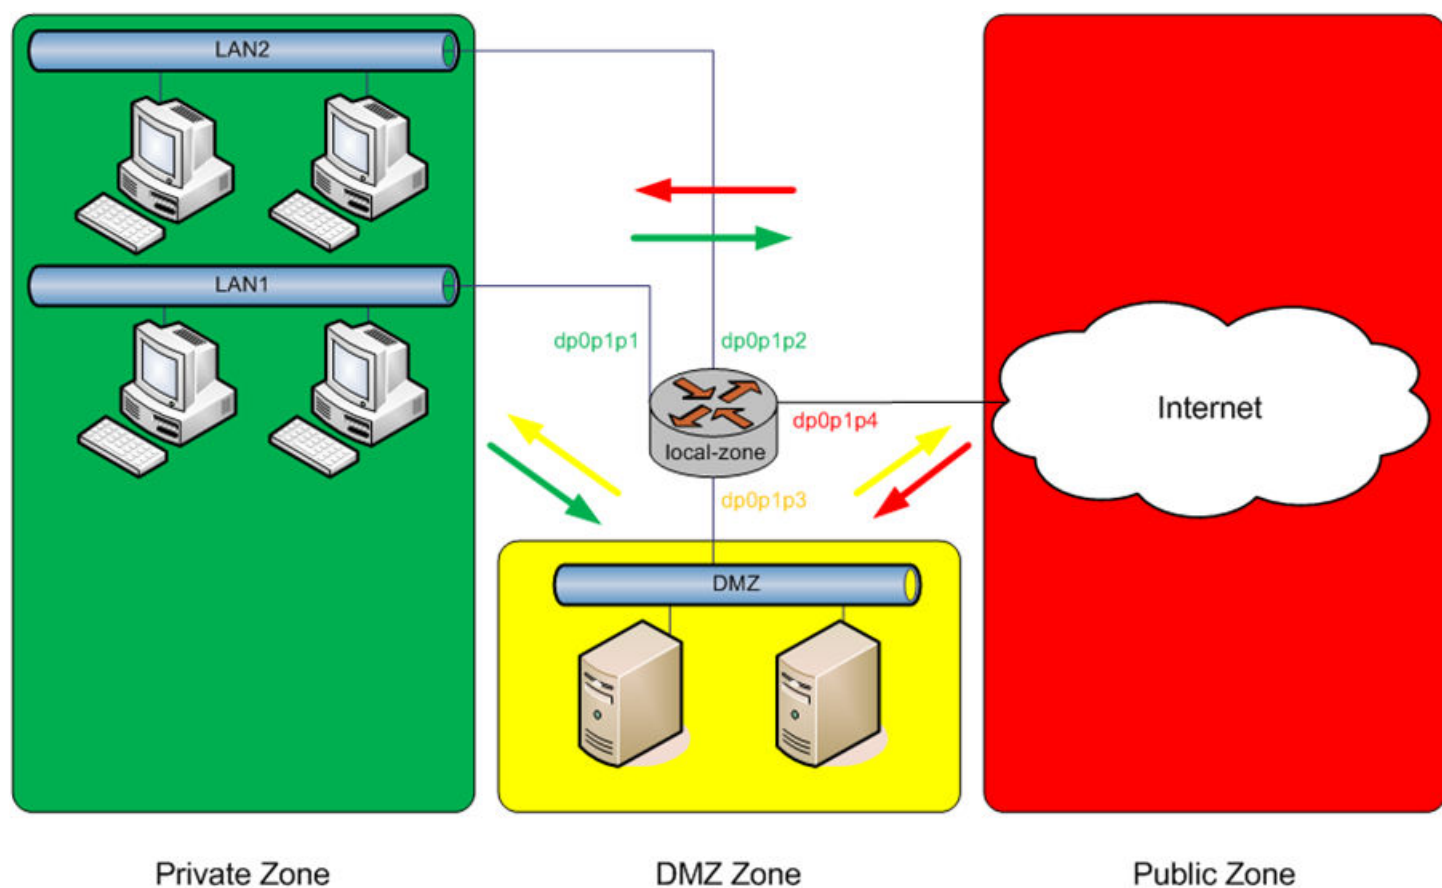 LAN2
LAN1
dp0p1p1
dp0p1p2
dp0p1p4
local-zone
dp0p1p3
Internet
DMZ
Private Zone
DMZ Zone
Public Zone